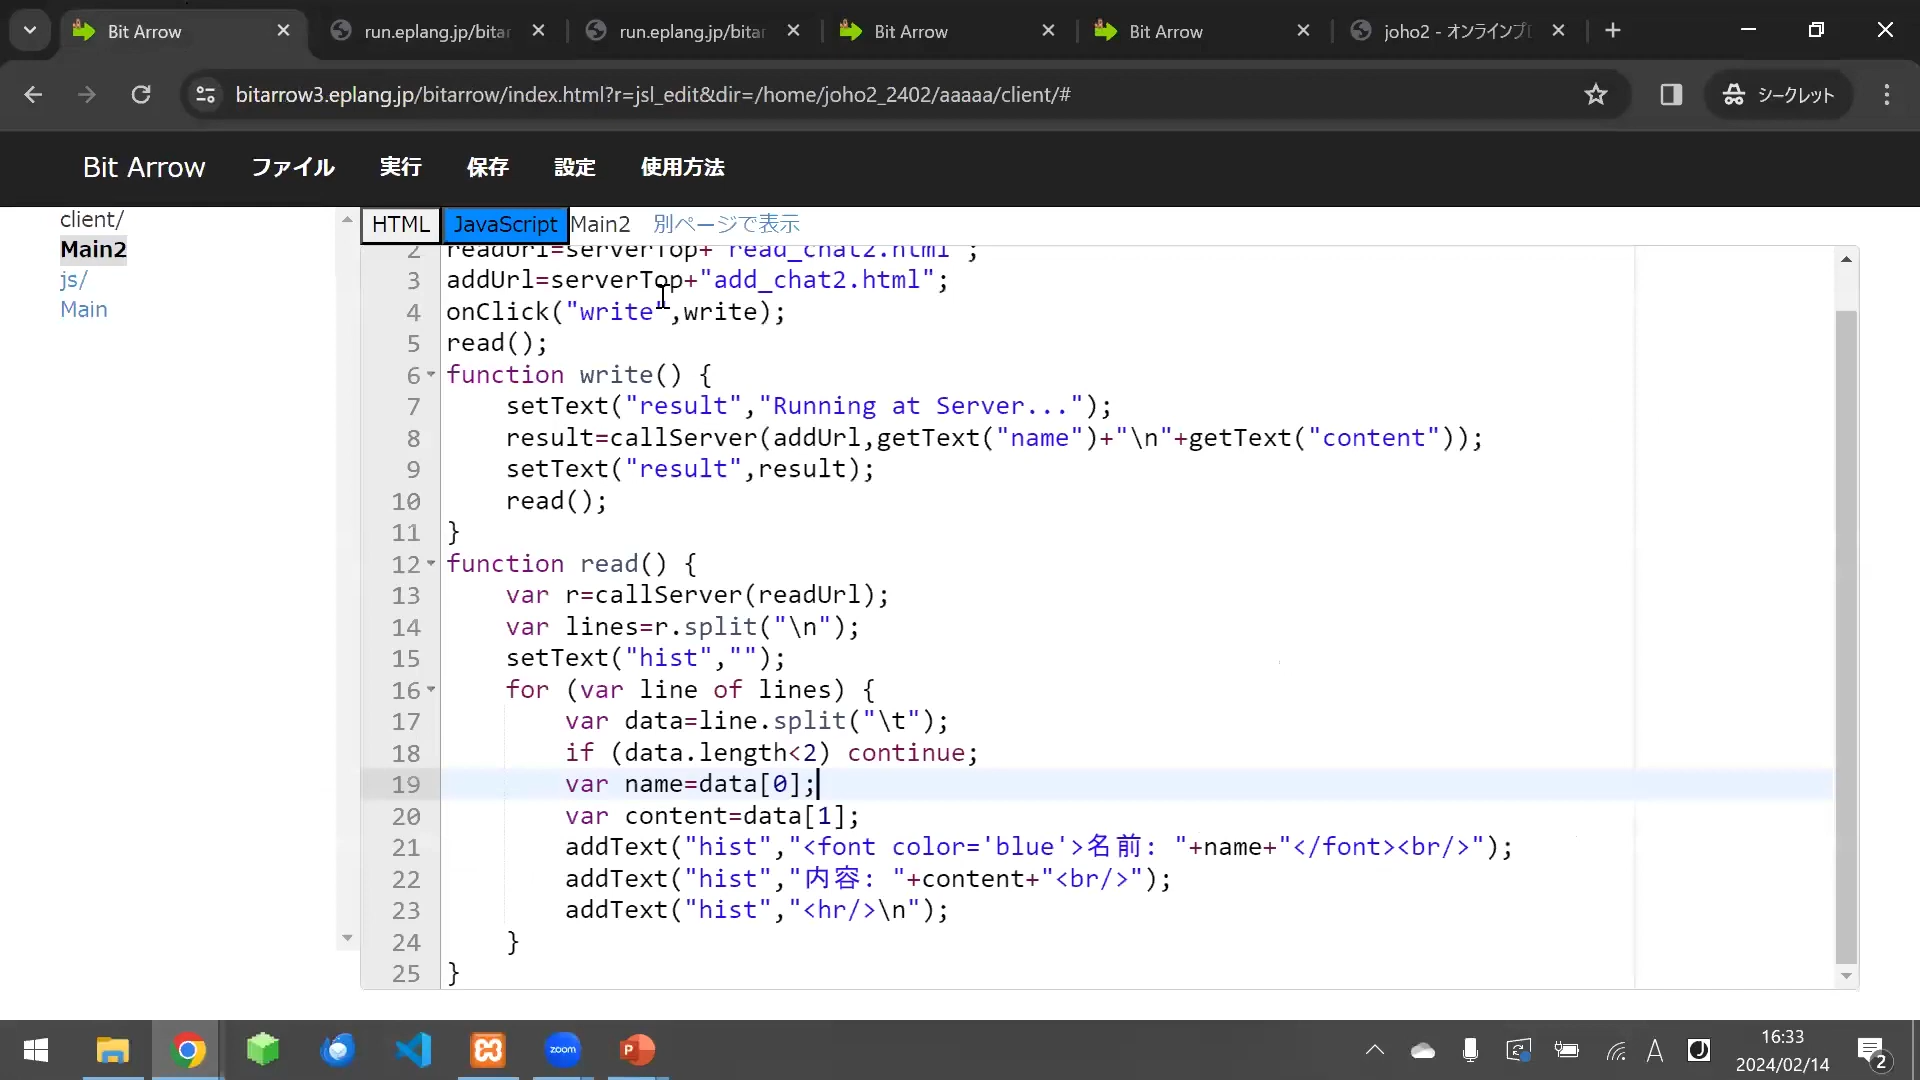 Bit Arrow
run.eplang.jp/bitar
run.eplang.jp/bitar
Bit Arrow
Bit Arrow
joho2 - オンラインプ
bitarrow3.eplang.jp/bitarrow/index.html?r=jsl_edit&dir=/home/joho2_2402/aaaaa/client/#
シークレット
Bit Arrow ファイル 実行 保存 設定 使用方法
client/
Main2
js/
Main
HTML JavaScript Main2 別ページで表示
2 readUrl=serverTop+"read_chat2.html";
3 addUrl=serverTop+"add_chat2.html";
4 onClick("write",write);
5 read();
6 function write() {
7 setText("result","Running at Server...");
8 result=callServer(addUrl,getText("name")+"\n"+getText("content"));
9 setText("result",result);
10 read();
11 }
12 function read() {
13 var r=callServer(readUrl);
14 var lines=r.split("\n");
15 setText("hist","");
16 for (var line of lines) {
17 var data=line.split("\t");
18 if (data.length<2) continue;
19 var name=data[0];
20 var content=data[1];
21 addText("hist","<font color='blue'>名前: "+name+"</font><br/>");
22 addText("hist","内容: "+content+"<br/>");
23 addText("hist","<hr/>\n");
24 }
25 }
zoom
P
A
J
16:33
2024/02/14
2